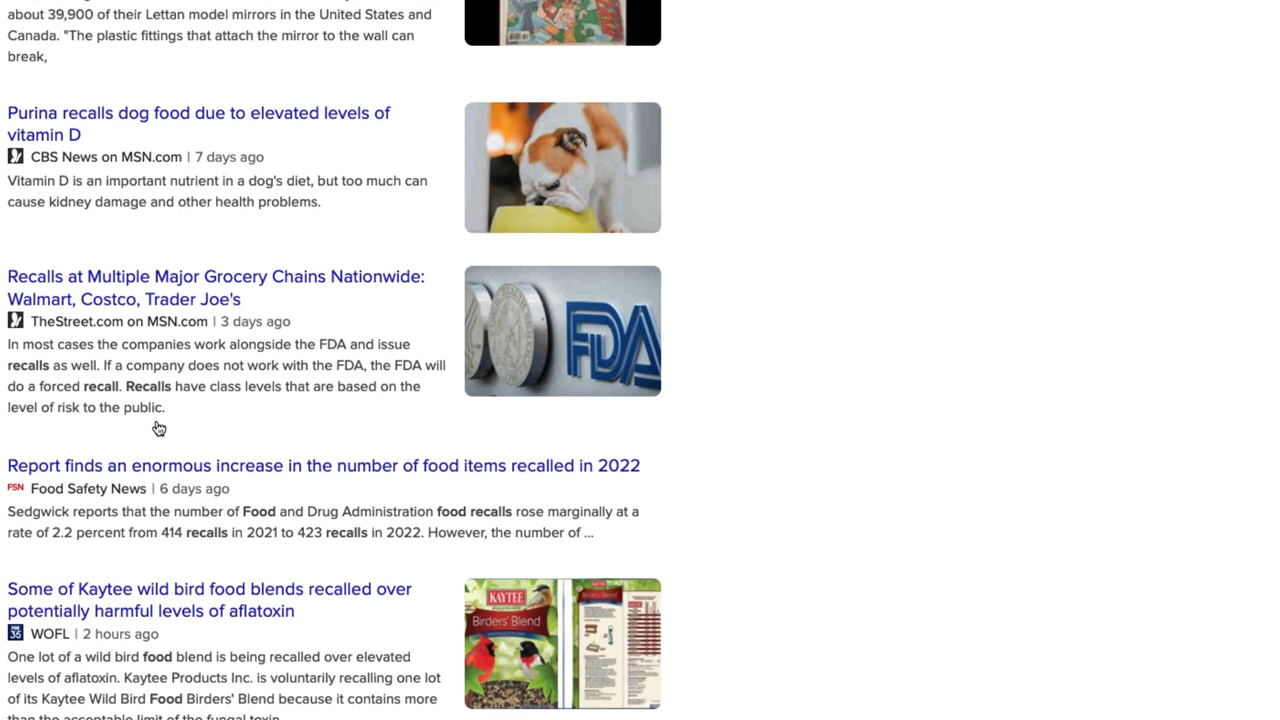 about 39,900 of their Lettan model mirrors in the United States and
Canada. "The plastic fittings that attach the mirror to the wall can
break,
Purina recalls dog food due to elevated levels of
vitamin D
CBS News on MSN.com | 7 days ago
Vitamin D is an important nutrient in a dog's diet, but too much can
cause kidney damage and other health problems.
Recalls at Multiple Major Grocery Chains Nationwide:
Walmart, Costco, Trader Joe's
TheStreet.com on MSN.com | 3 days ago
In most cases the companies work alongside the FDA and issue
recalls as well. If a company does not work with the FDA, the FDA will
do a forced recall. Recalls have class levels that are based on the
level of risk to the public.
FDA
Report finds an enormous increase in the number of food items recalled in 2022
FSN Food Safety News | 6 days ago
Sedgwick reports that the number of Food and Drug Administration food recalls rose marginally at a
rate of 2.2 percent from 414 recalls in 2021 to 423 recalls in 2022. However, the number of ...
Some of Kaytee wild bird food blends recalled over
potentially harmful levels of aflatoxin
FOX 35 WOFL | 2 hours ago
One lot of a wild bird food blend is being recalled over elevated
levels of aflatoxin. Kaytee Products Inc. is voluntarily recalling one lot
of its Kaytee Wild Bird Food Birders' Blend because it contains more
than the acceptable limit of the fungal toxin
KAYTEE
Birders' Blend
Birders' Blend